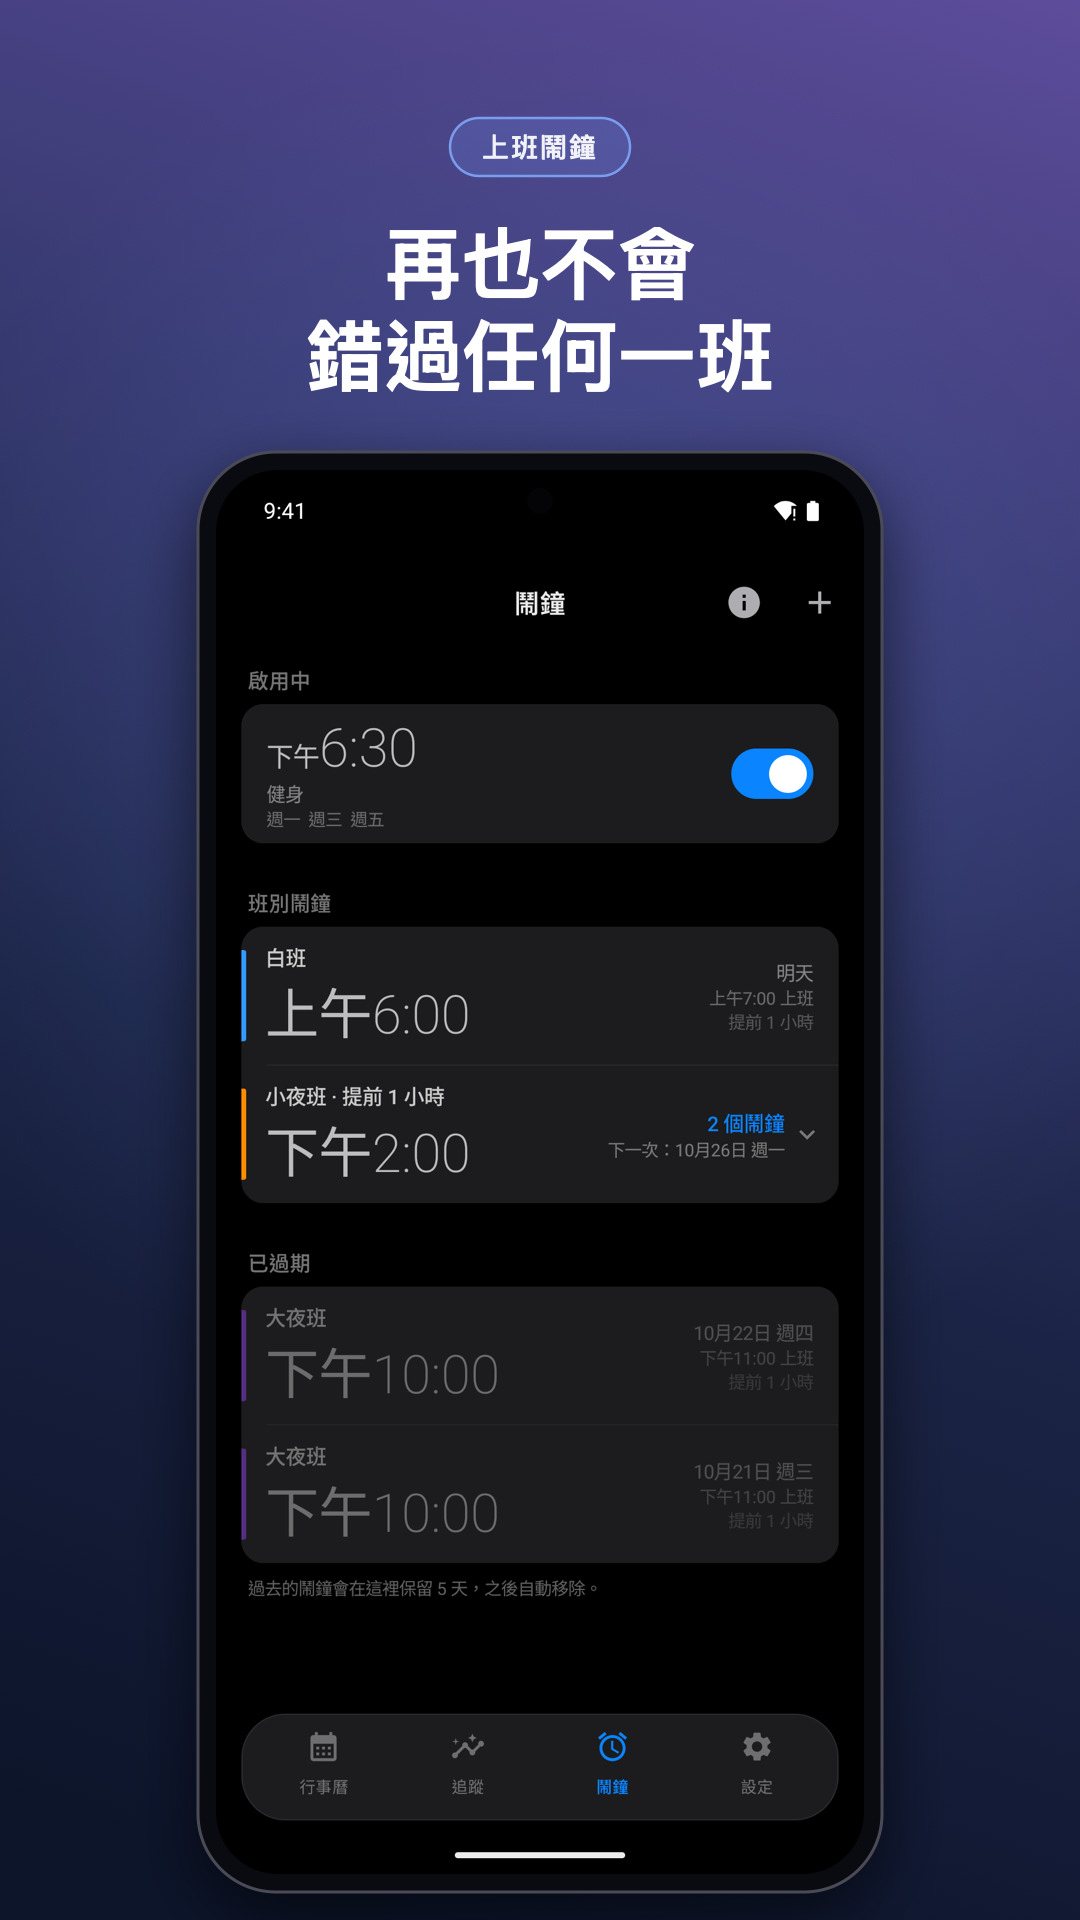 上班鬧鐘
再也不會
錯過任何一班
9:41
鬧鐘
啟用中
下午6:30
健身
週一 週三 週五
班別鬧鐘
白班
上午6:00
明天
上午7:00 上班
提前 1 小時
小夜班 · 提前 1 小時
下午2:00
2 個鬧鐘
下一次：10月26日 週一
已過期
大夜班
下午10:00
10月22日 週四
下午11:00 上班
提前 1 小時
大夜班
下午10:00
10月21日 週三
下午11:00 上班
提前 1 小時
過去的鬧鐘會在這裡保留 5 天，之後自動移除。
行事曆
追蹤
鬧鐘
設定